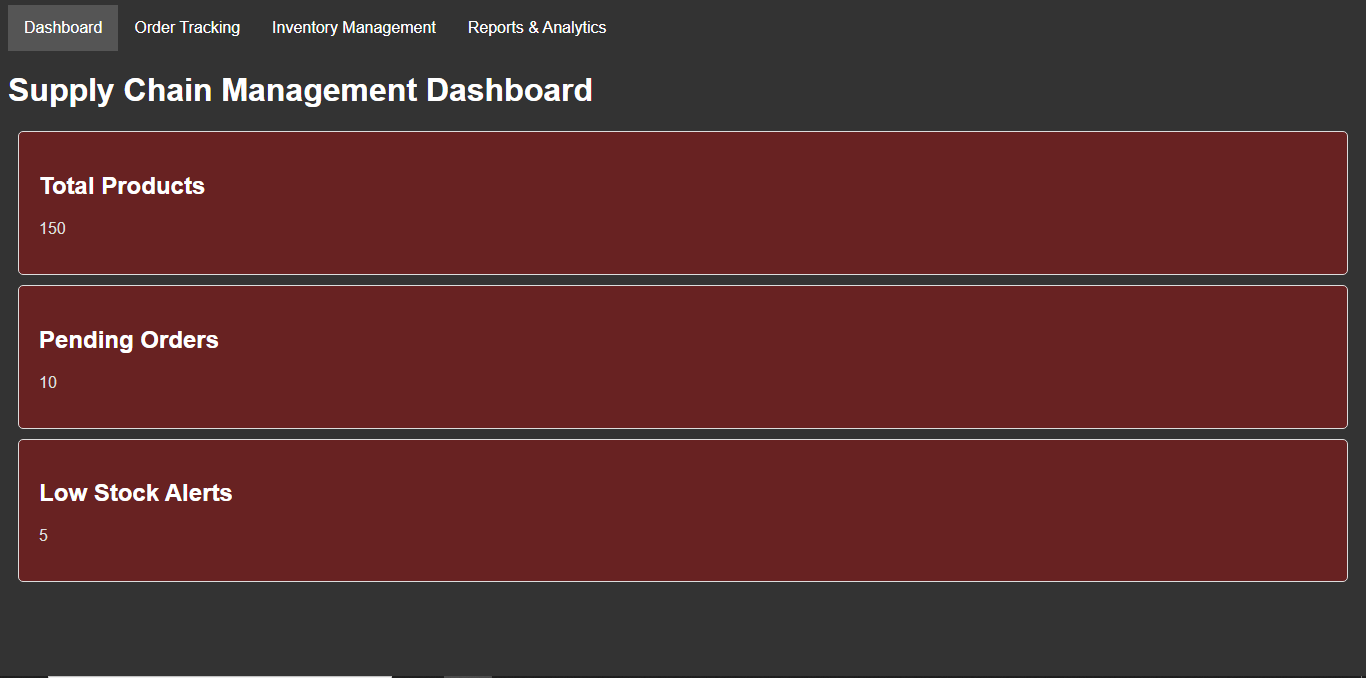 Dashboard Order Tracking Inventory Management Reports & Analytics
Supply Chain Management Dashboard
Total Products
150
Pending Orders
10
Low Stock Alerts
5